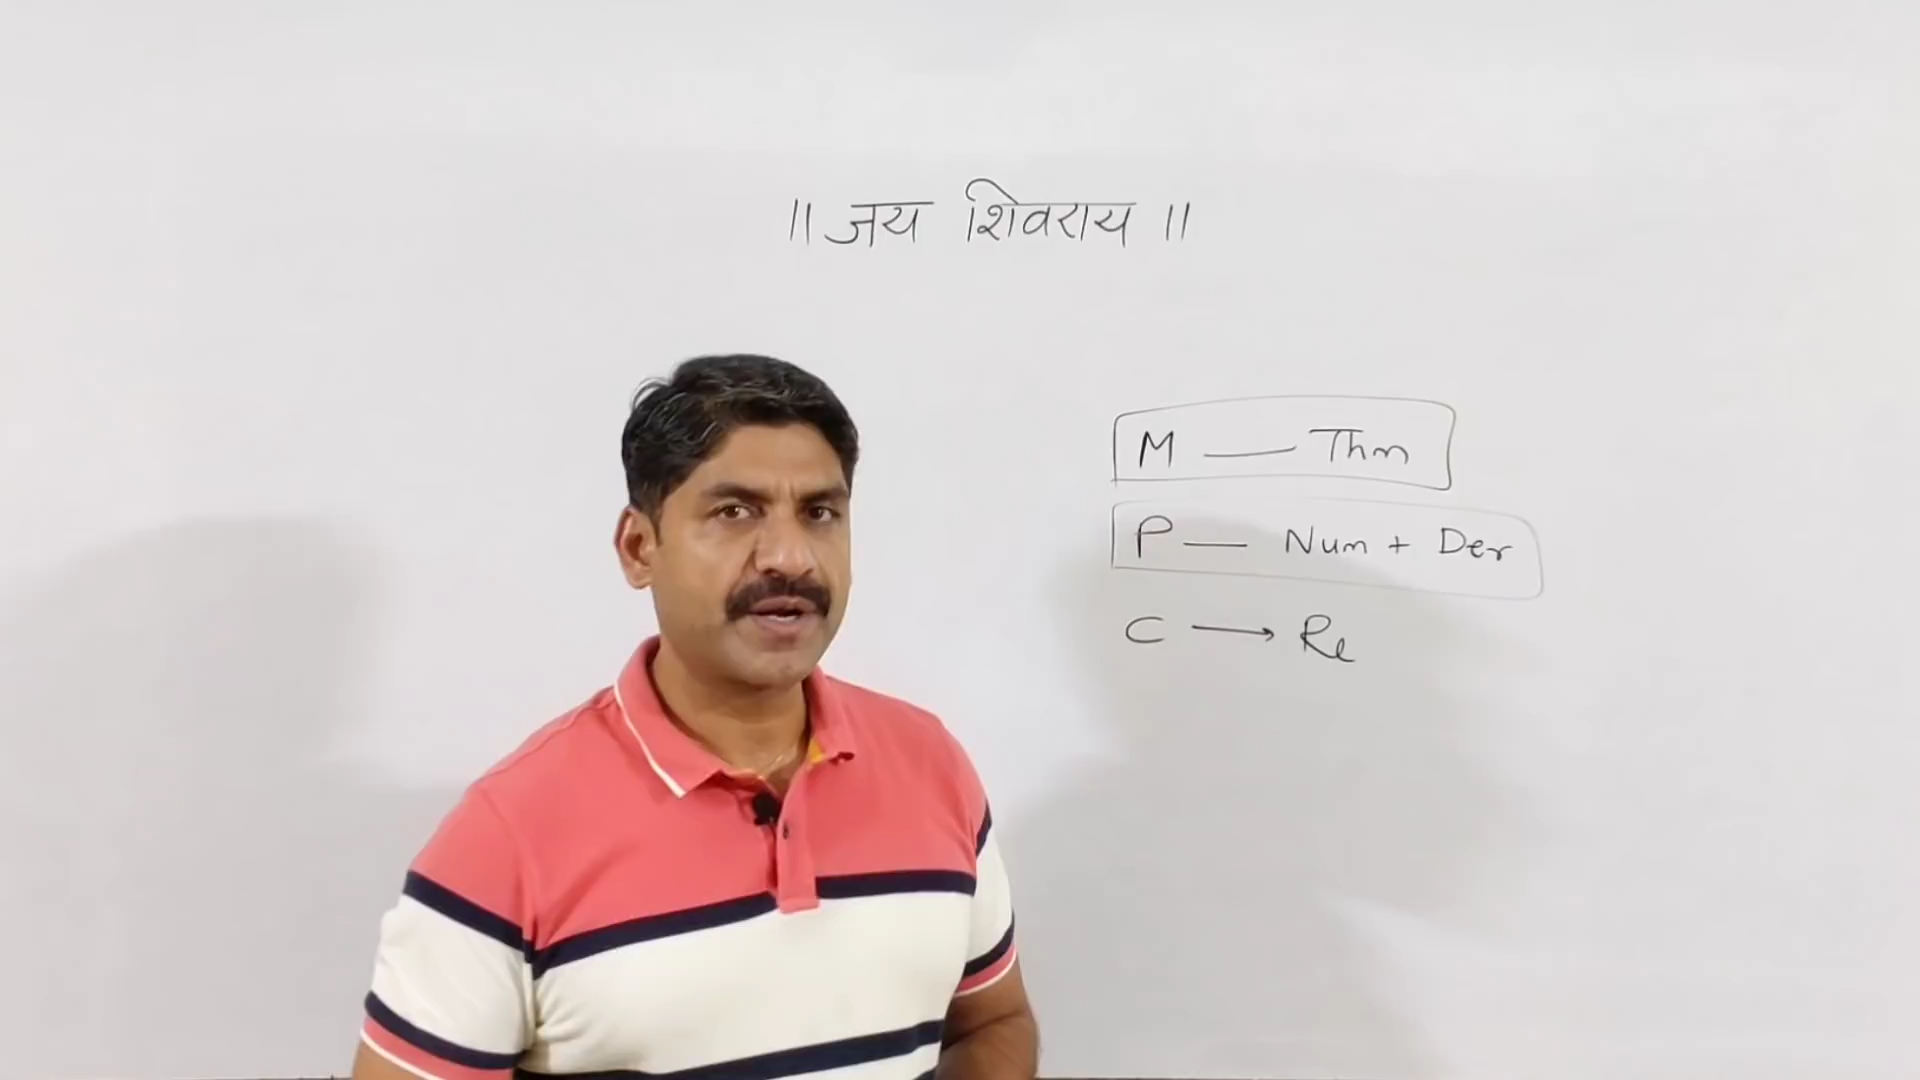 ॥ जय शिवराय ॥
M — Thm
P — Num + Der
C → Re